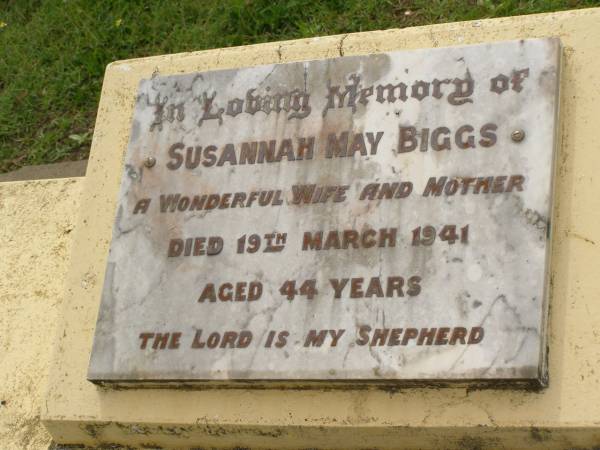 In Loving Memory of
SUSANNAH MAY BIGGS
A WONDERFUL WIFE AND MOTHER
DIED 19TH MARCH 1941
AGED 44 YEARS
THE LORD IS MY SHEPHERD